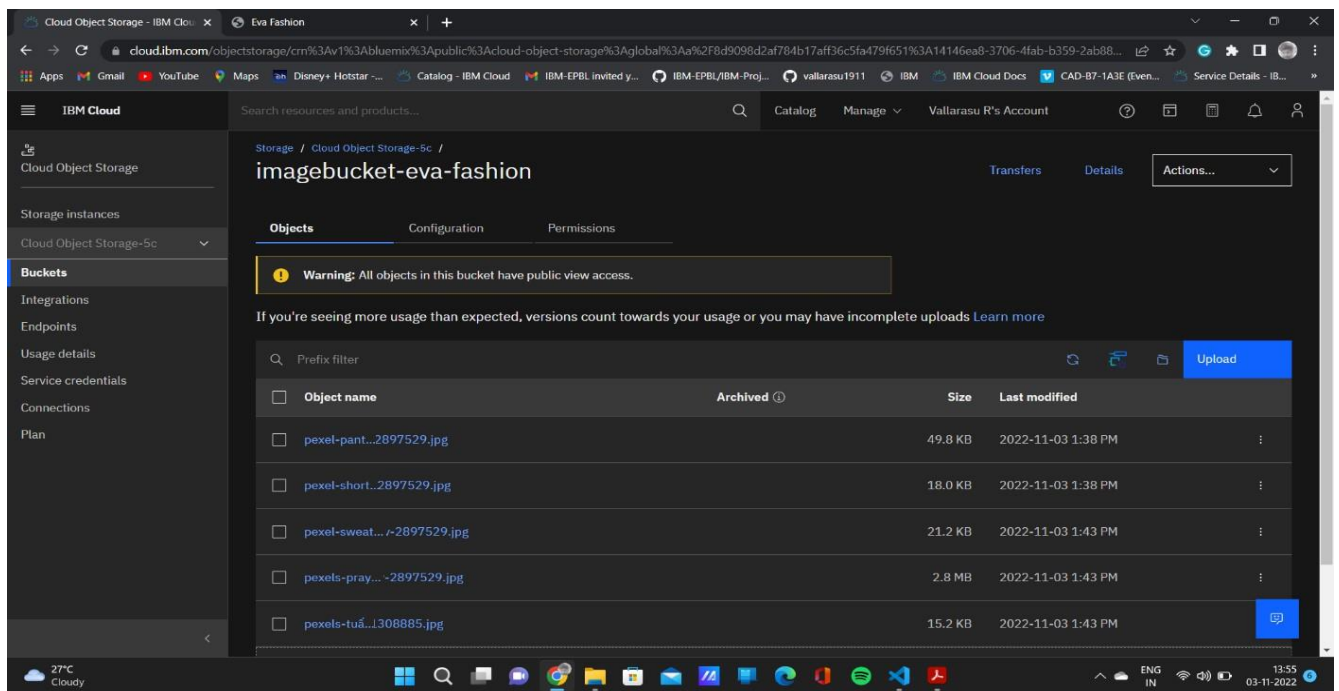 Cloud Object Storage - IBM Clou
Eva Fashion
cloud.ibm.com/objectstorage/crn%3Av1%3Abluemix%3Apublic%3Acloud-object-storage%3Aglobal%3Aa%2F8d9098d2af784b17aff36c5fa479f651%3A14146ea8-3706-4fab-b359-2ab88...
Apps Gmail YouTube Maps Disney+ Hotstar -... Catalog - IBM Cloud IBM-EPBL invited y... IBM-EPBL/IBM-Proj... vallarasu1911 IBM IBM Cloud Docs CAD-B7-1A3E (Even... Service Details - IB... »
IBM Cloud
Search resources and products...
Catalog Manage Vallarasu R's Account
Cloud Object Storage
Storage instances
Cloud Object Storage-5c
Buckets
Integrations
Endpoints
Usage details
Service credentials
Connections
Plan
Storage / Cloud Object Storage-5c /
imagebucket-eva-fashion
Transfers Details Actions...
Objects Configuration Permissions
Warning: All objects in this bucket have public view access.
If you're seeing more usage than expected, versions count towards your usage or you may have incomplete uploads Learn more
Prefix filter
Upload
Object name Archived Size Last modified
pexel-pant...2897529.jpg 49.8 KB 2022-11-03 1:38 PM
pexel-short..2897529.jpg 18.0 KB 2022-11-03 1:38 PM
pexel-sweat... -2897529.jpg 21.2 KB 2022-11-03 1:43 PM
pexels-pray... -2897529.jpg 2.8 MB 2022-11-03 1:43 PM
pexels-tuấ...1308885.jpg 15.2 KB 2022-11-03 1:43 PM
27°C
Cloudy
ENG
IN
13:55
03-11-2022
6